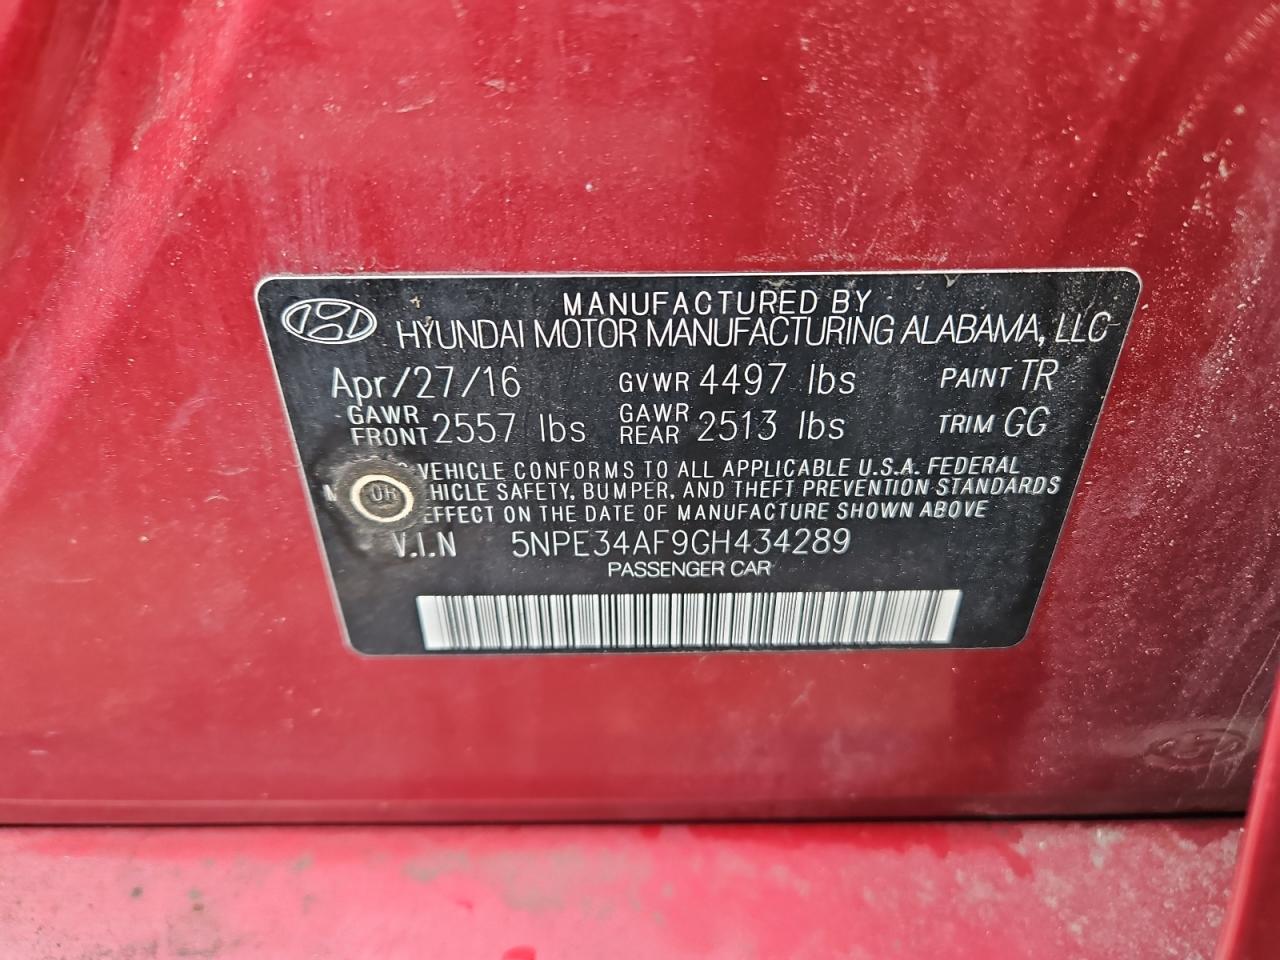 MANUFACTURED BY
HYUNDAI MOTOR MANUFACTURING ALABAMA, LLC
Apr/27/16 GVWR 4497 lbs PAINT TR
GAWR FRONT 2557 lbs GAWR REAR 2513 lbs TRIM GG
VEHICLE CONFORMS TO ALL APPLICABLE U.S.A. FEDERAL
SAFETY, BUMPER, AND THEFT PREVENTION STANDARDS
EFFECT ON THE DATE OF MANUFACTURE SHOWN ABOVE
V.I.N 5NPE34AF9GH434289
PASSENGER CAR